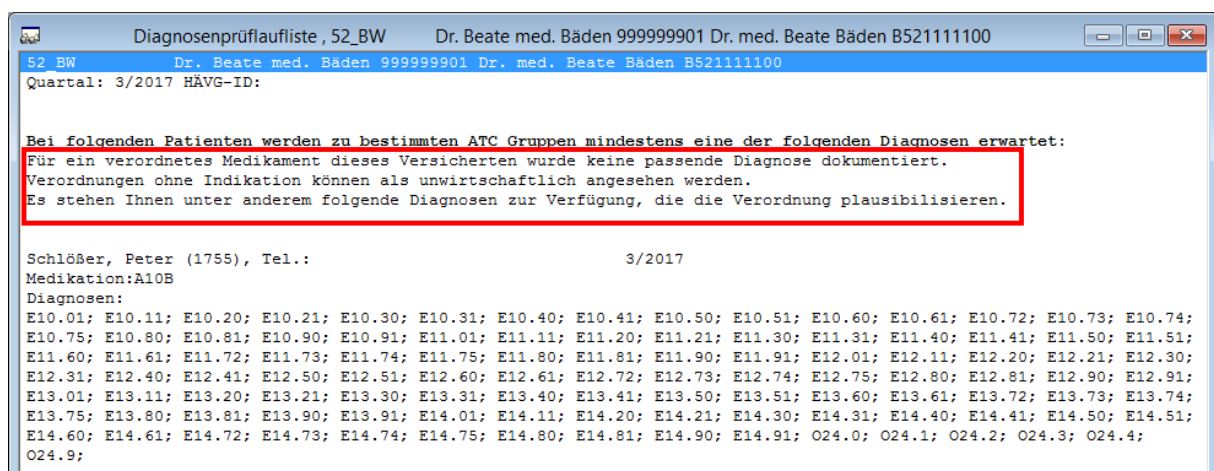 Diagnosenprüflaufliste , 52_BW Dr. Beate med. Bäden 999999901 Dr. med. Beate Bäden B521111100
52_BW Dr. Beate med. Bäden 999999901 Dr. med. Beate Bäden B521111100
Quartal: 3/2017 HÄVG-ID:
Bei folgenden Patienten werden zu bestimmten ATC Gruppen mindestens eine der folgenden Diagnosen erwartet:
Für ein verordnetes Medikament dieses Versicherten wurde keine passende Diagnose dokumentiert.
Verordnungen ohne Indikation können als unwirtschaftlich angesehen werden.
Es stehen Ihnen unter anderem folgende Diagnosen zur Verfügung, die die Verordnung plausibilisieren.
Schlößer, Peter (1755), Tel.: 3/2017
Medikation:A10B
Diagnosen:
E10.01; E10.11; E10.20; E10.21; E10.30; E10.31; E10.40; E10.41; E10.50; E10.51; E10.60; E10.61; E10.72; E10.73; E10.74;
E10.75; E10.80; E10.81; E10.90; E10.91; E11.01; E11.11; E11.20; E11.21; E11.30; E11.31; E11.40; E11.41; E11.50; E11.51;
E11.60; E11.61; E11.72; E11.73; E11.74; E11.75; E11.80; E11.81; E11.90; E11.91; E12.01; E12.11; E12.20; E12.21; E12.30;
E12.31; E12.40; E12.41; E12.50; E12.51; E12.60; E12.61; E12.72; E12.73; E12.74; E12.75; E12.80; E12.81; E12.90; E12.91;
E13.01; E13.11; E13.20; E13.21; E13.30; E13.31; E13.40; E13.41; E13.50; E13.51; E13.60; E13.61; E13.72; E13.73; E13.74;
E13.75; E13.80; E13.81; E13.90; E13.91; E14.01; E14.11; E14.20; E14.21; E14.30; E14.31; E14.40; E14.41; E14.50; E14.51;
E14.60; E14.61; E14.72; E14.73; E14.74; E14.75; E14.80; E14.81; E14.90; E14.91; O24.0; O24.1; O24.2; O24.3; O24.4;
O24.9;